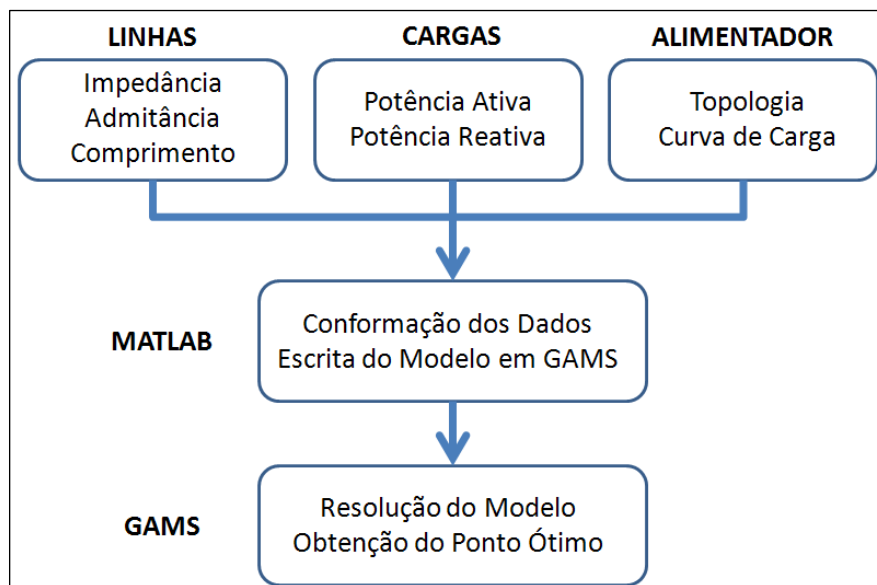 LINHAS
Impedância
Admitância
Comprimento
CARGAS
Potência Ativa
Potência Reativa
ALIMENTADOR
Topologia
Curva de Carga
MATLAB
Conformação dos Dados
Escrita do Modelo em GAMS
GAMS
Resolução do Modelo
Obtenção do Ponto Ótimo